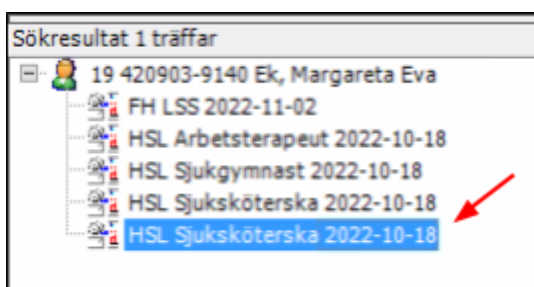 Sökresultat 1 träffar
19 420903-9140 Ek, Margareta Eva
FH LSS 2022-11-02
HSL Arbetsterapeut 2022-10-18
HSL Sjukgymnast 2022-10-18
HSL Sjuksköterska 2022-10-18
HSL Sjuksköterska 2022-10-18